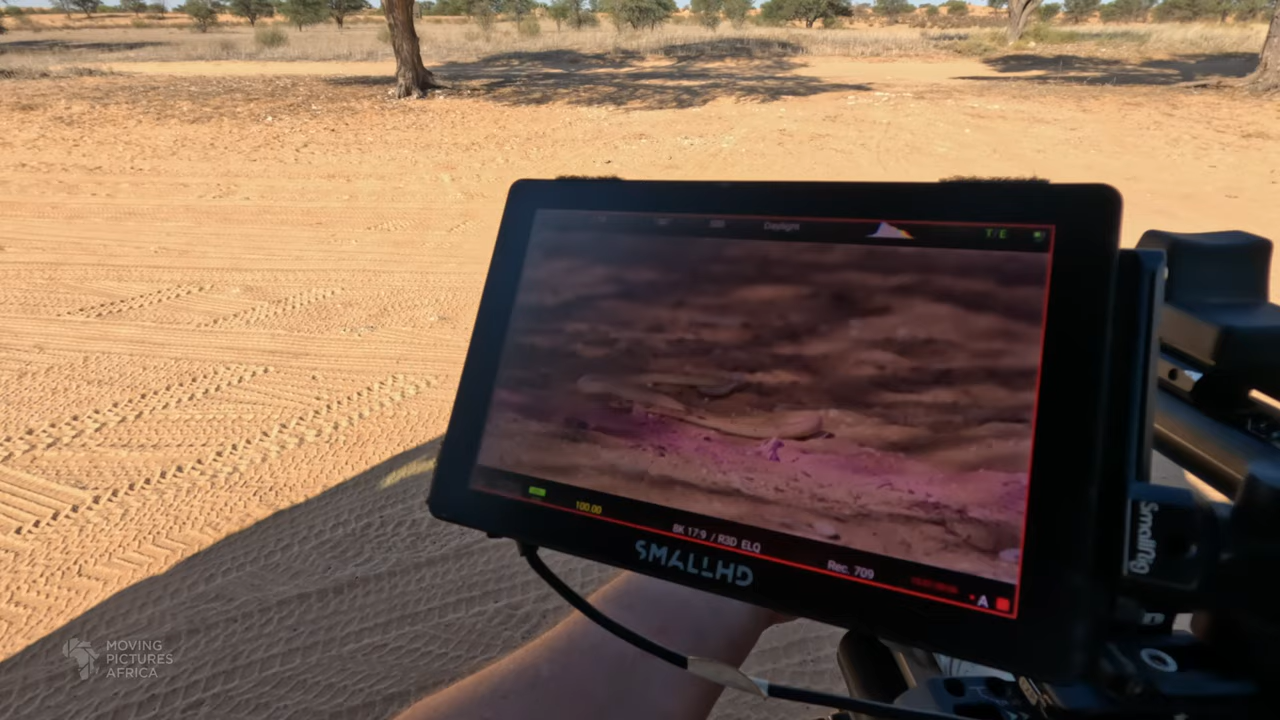 Daylight
T/E
100.00
8K 17:9 / R3D ELQ
Rec. 709
A
SMALLHD
SmallRig
MOVING
PICTURES
AFRICA